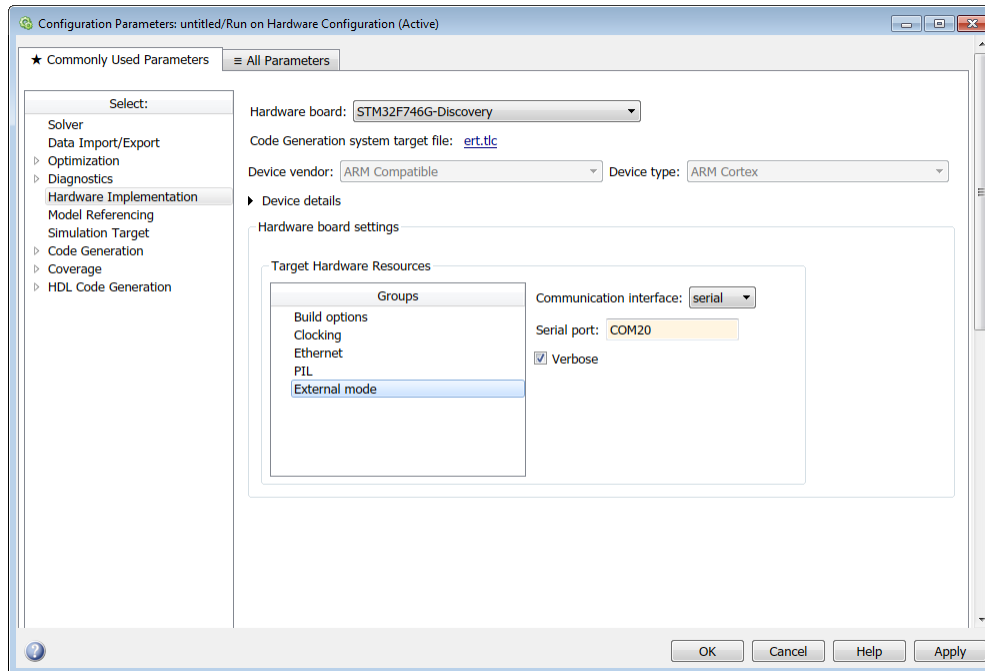 Configuration Parameters: untitled/Run on Hardware Configuration (Active)
★ Commonly Used Parameters
≡ All Parameters
Select:
Solver
Data Import/Export
Optimization
Diagnostics
Hardware Implementation
Model Referencing
Simulation Target
Code Generation
Coverage
HDL Code Generation
Hardware board: STM32F746G-Discovery
Code Generation system target file: ert.tlc
Device vendor: ARM Compatible Device type: ARM Cortex
Device details
Hardware board settings
Target Hardware Resources
Groups
Build options
Clocking
Ethernet
PIL
External mode
Communication interface: serial
Serial port: COM20
Verbose
OK Cancel Help Apply